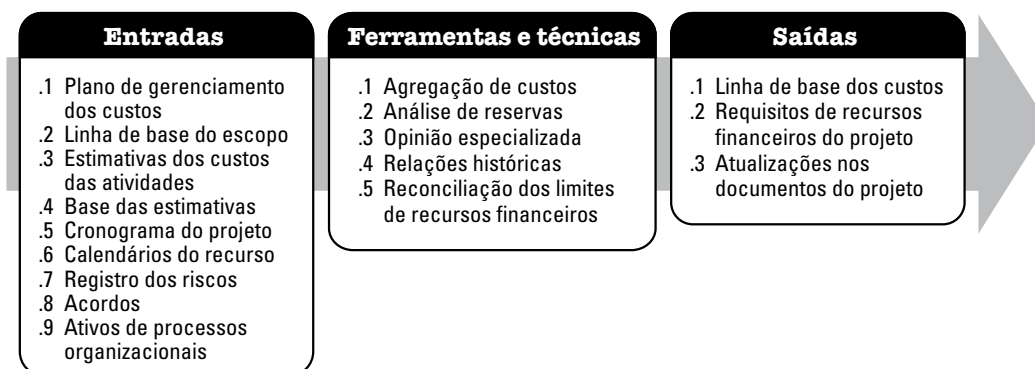 Entradas
.1 Plano de gerenciamento
dos custos
.2 Linha de base do escopo
.3 Estimativas dos custos
das atividades
.4 Base das estimativas
.5 Cronograma do projeto
.6 Calendários do recurso
.7 Registro dos riscos
.8 Acordos
.9 Ativos de processos
organizacionais
Ferramentas e técnicas
.1 Agregação de custos
.2 Análise de reservas
.3 Opinião especializada
.4 Relações históricas
.5 Reconciliação dos limites
de recursos financeiros
Saídas
.1 Linha de base dos custos
.2 Requisitos de recursos
financeiros do projeto
.3 Atualizações nos
documentos do projeto